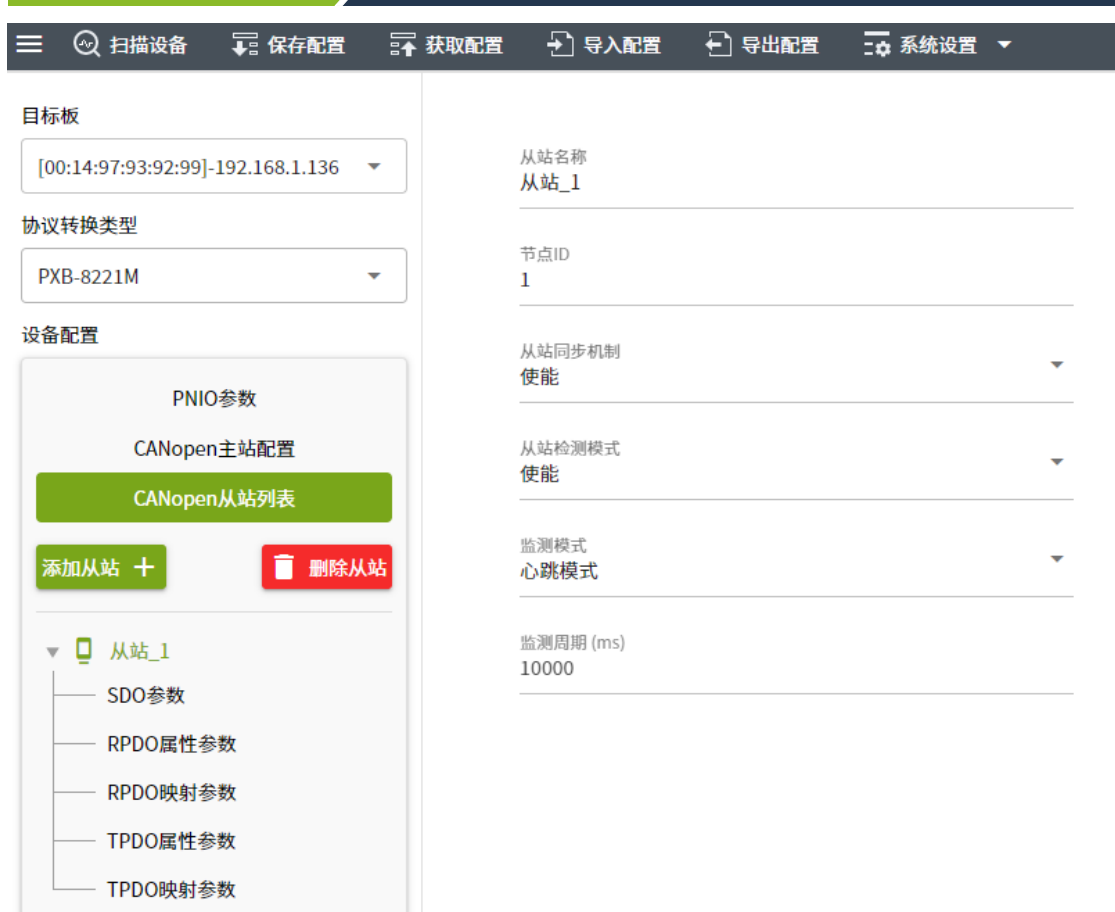 扫描设备 保存配置 获取配置 导入配置 导出配置 系统设置
目标板
[00:14:97:93:92:99]-192.168.1.136
协议转换类型
PXB-8221M
设备配置
PNIO参数
CANopen主站配置
CANopen从站列表
添加从站 删除从站
从站_1
SDO参数
RPDO属性参数
RPDO映射参数
TPDO属性参数
TPDO映射参数
从站名称
从站_1
节点ID
1
从站同步机制
使能
从站检测模式
使能
监测模式
心跳模式
监测周期 (ms)
10000